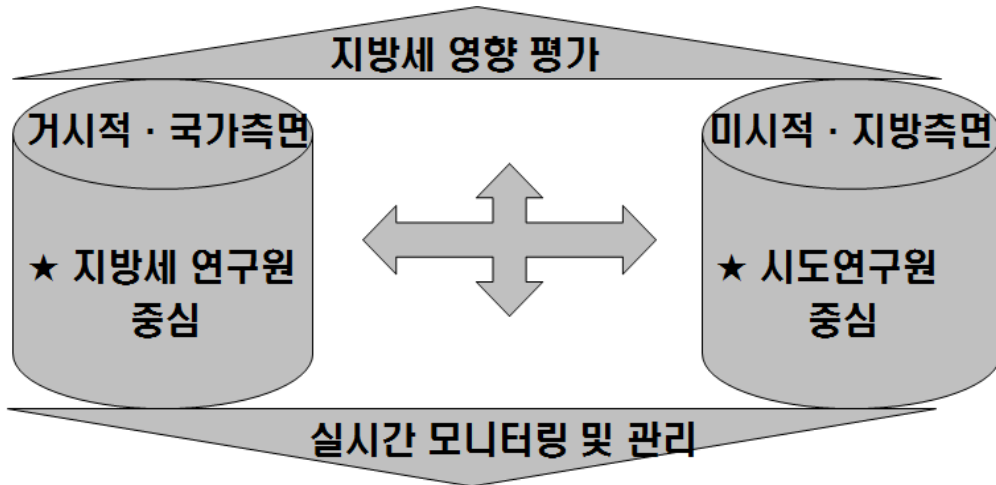 지방세 영향 평가
거시적 · 국가측면
미시적 · 지방측면
★ 지방세 연구원
중심
★ 시도연구원
중심
실시간 모니터링 및 관리